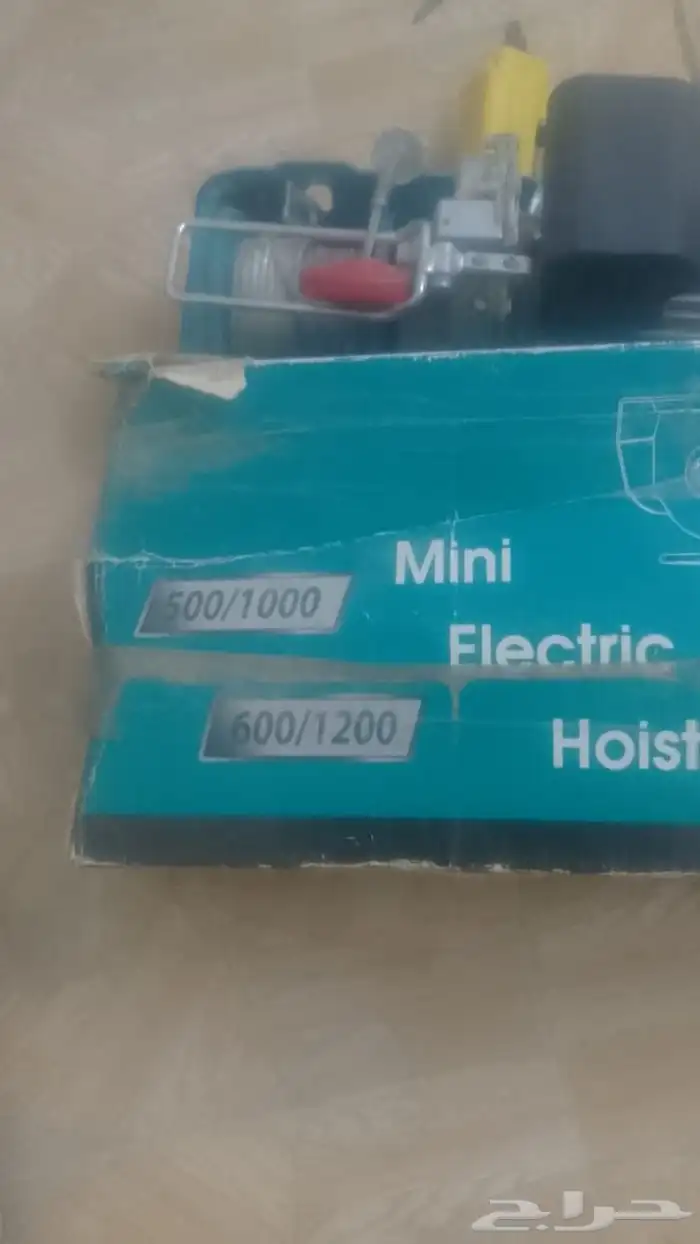 Mini
500/1000
Electric
600/1200
Hoist
حراج